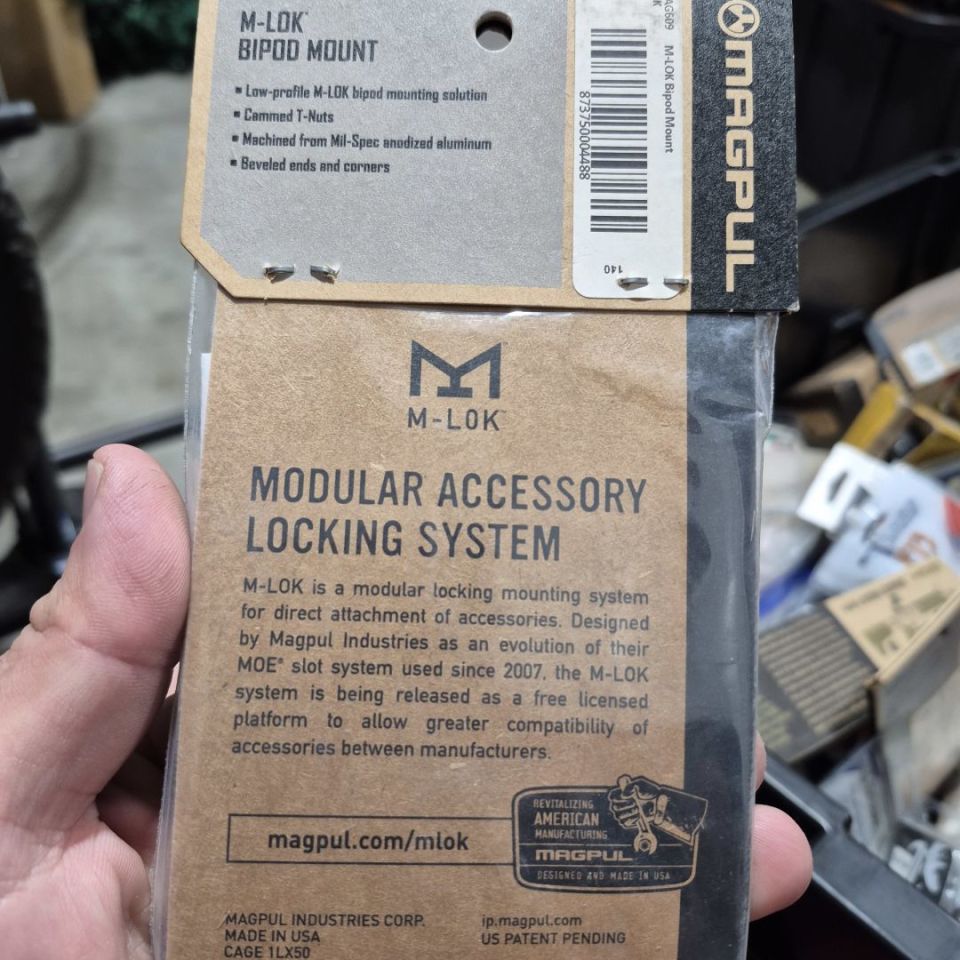 M-LOK™
BIPOD MOUNT
▪ Low-profile M-LOK bipod mounting solution
▪ Cammed T-Nuts
▪ Machined from Mil-Spec anodized aluminum
▪ Beveled ends and corners
AG609 M-LOK Bipod Mount
K
873750004488
140
MAGPUL
M-LOK™
MODULAR ACCESSORY
LOCKING SYSTEM
M-LOK is a modular locking mounting system
for direct attachment of accessories. Designed
by Magpul Industries as an evolution of their
MOE® slot system used since 2007, the M-LOK
system is being released as a free licensed
platform to allow greater compatibility of
accessories between manufacturers.
magpul.com/mlok
REVITALIZING
AMERICAN
MANUFACTURING
MAGPUL
DESIGNED AND MADE IN USA
MAGPUL INDUSTRIES CORP.
MADE IN USA
CAGE 1LX50
ip.magpul.com
US PATENT PENDING